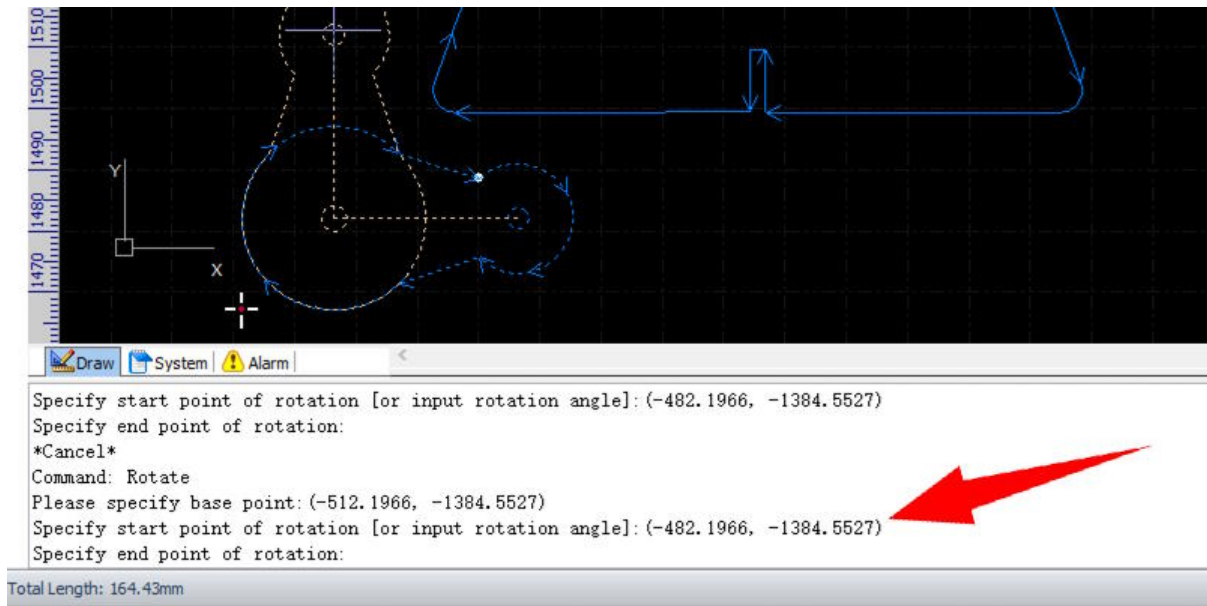 1510
1500
1490
1480
1470
Y
X
Draw System Alarm
Specify start point of rotation [or input rotation angle]:(-482.1966, -1384.5527)
Specify end point of rotation:
*Cancel*
Command: Rotate
Please specify base point:(-512.1966, -1384.5527)
Specify start point of rotation [or input rotation angle]:(-482.1966, -1384.5527)
Specify end point of rotation:
Total Length: 164.43mm